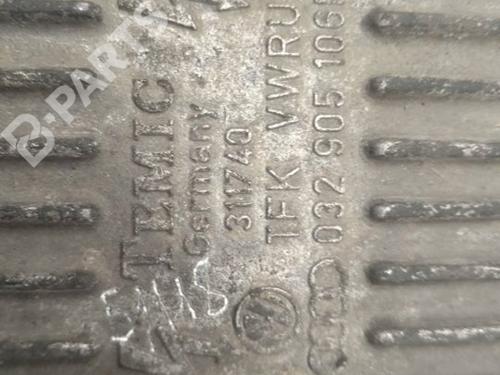 TEMIC
Germany
311740
TFK VWRU
032 905 106
B-PARTS